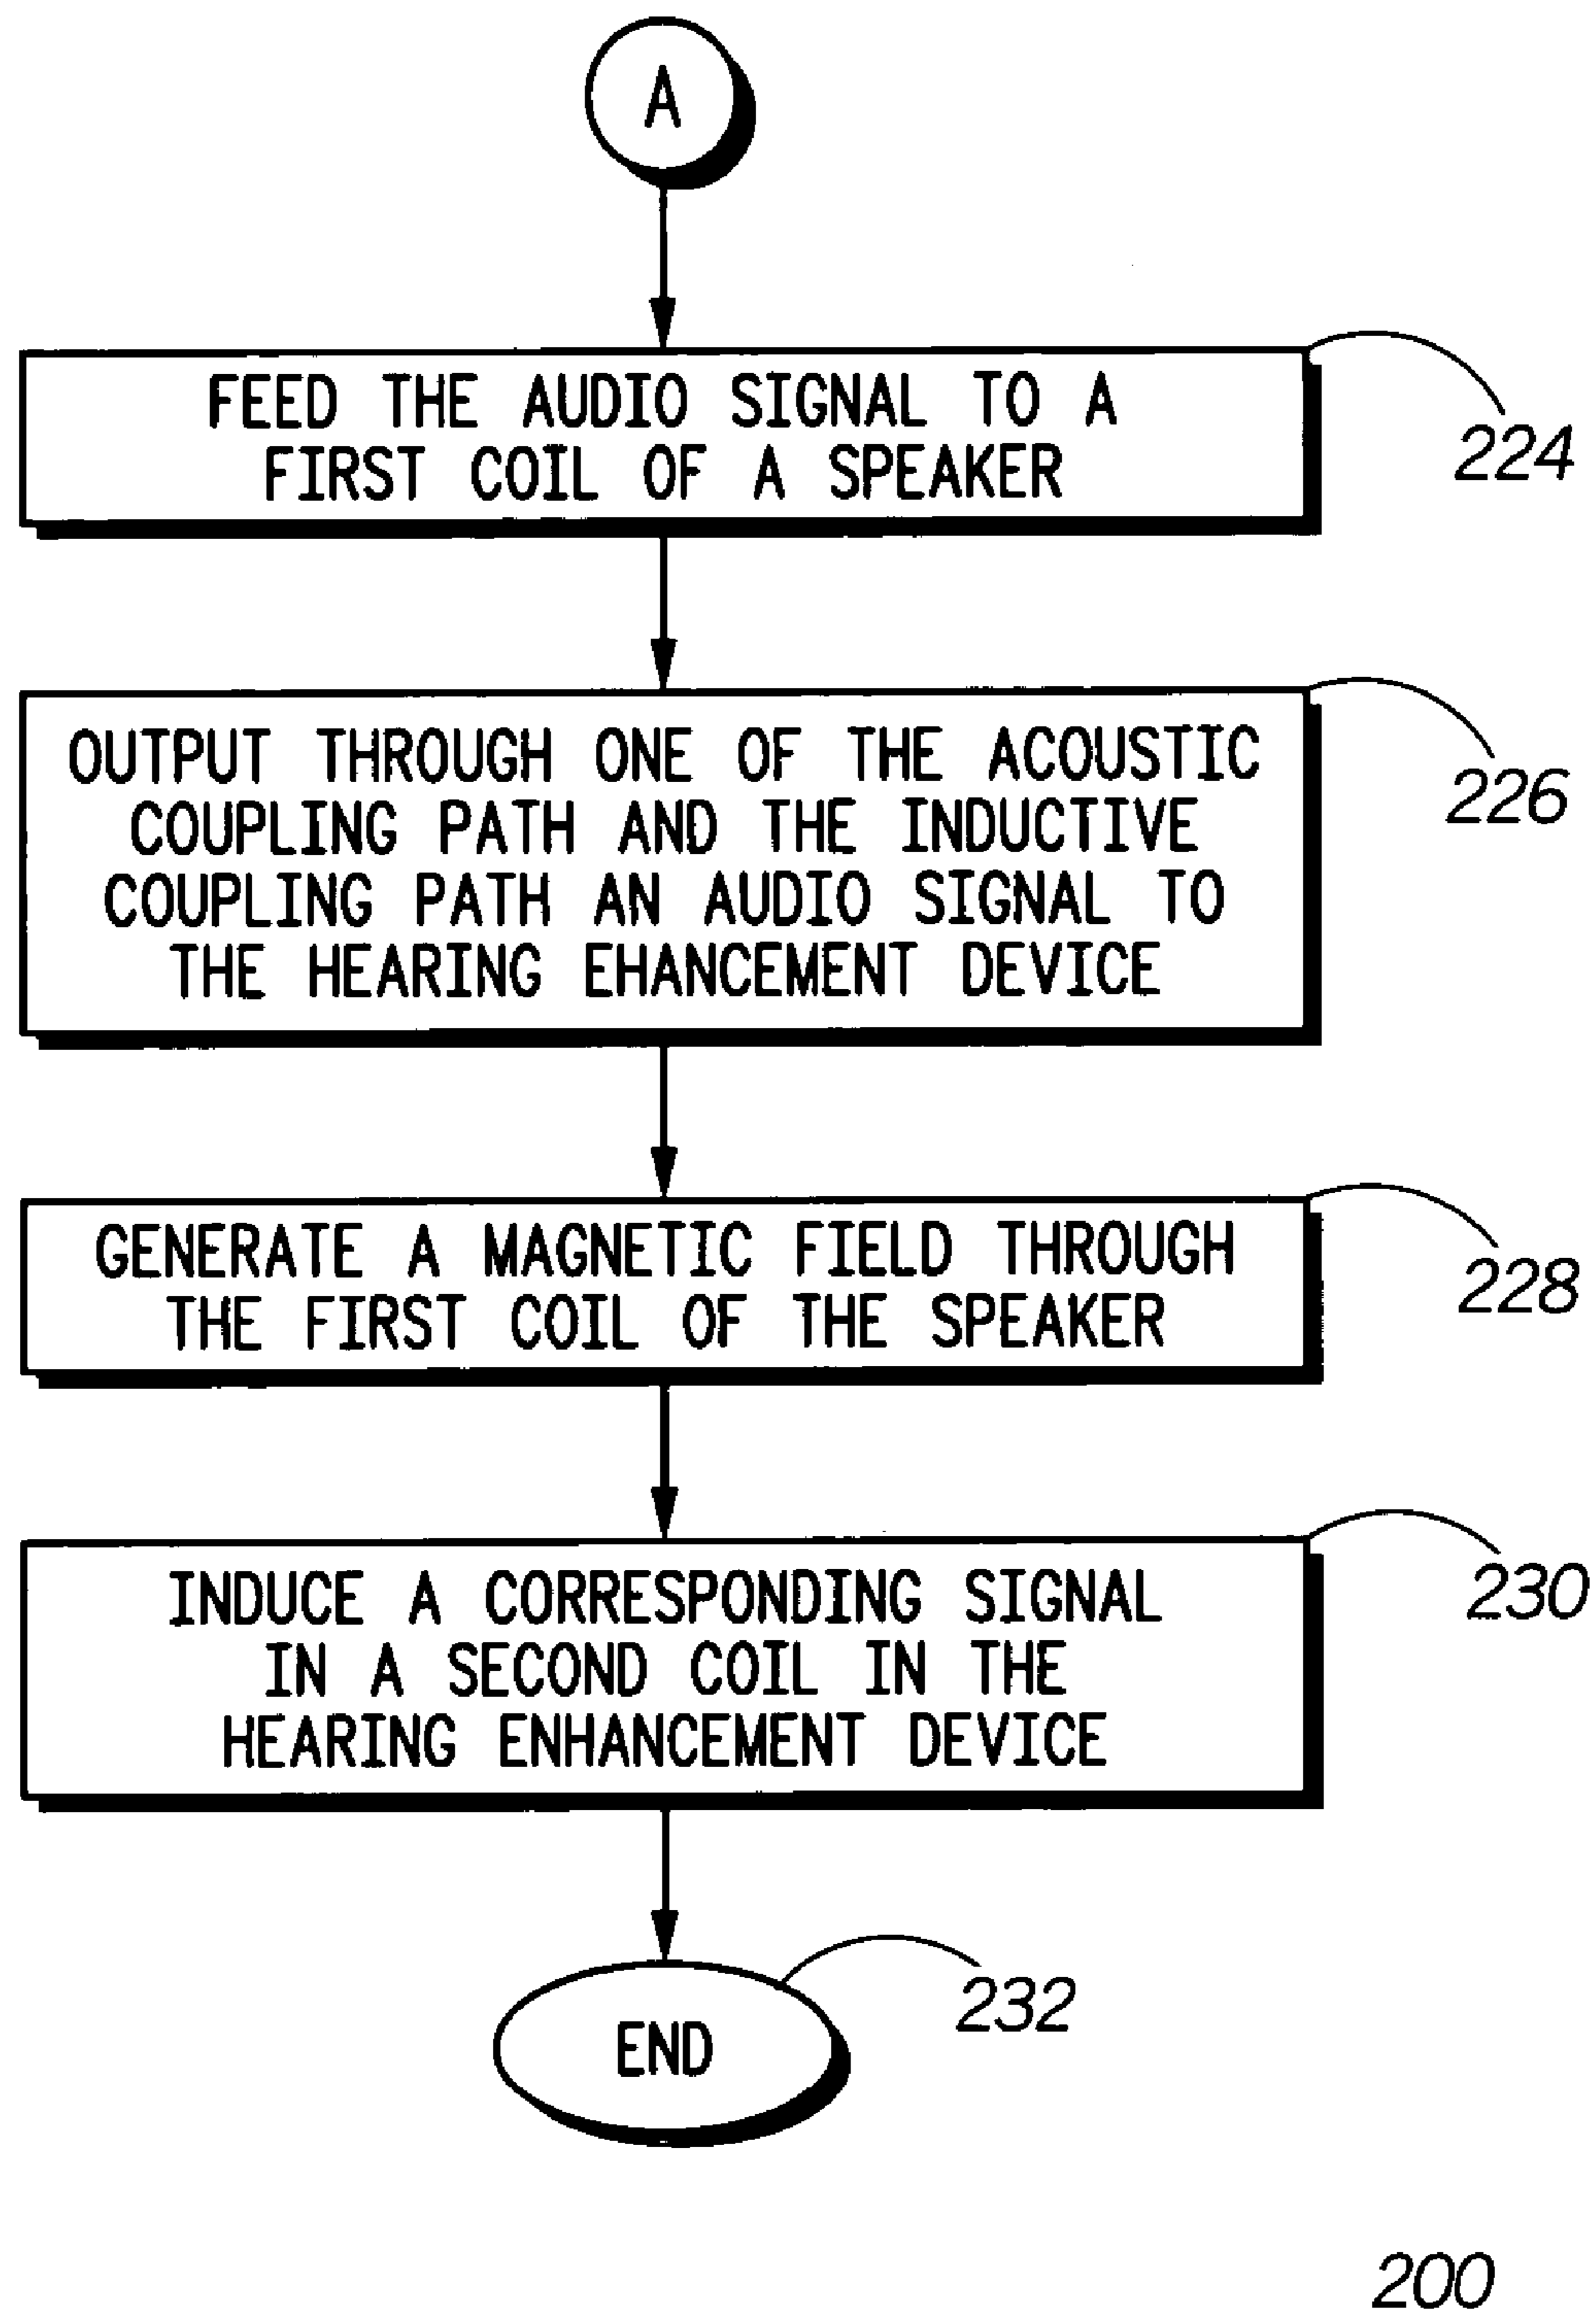 A
FEED THE AUDIO SIGNAL TO A
FIRST COIL OF A SPEAKER
224
OUTPUT THROUGH ONE OF THE ACOUSTIC
COUPLING PATH AND THE INDUCTIVE
COUPLING PATH AN AUDIO SIGNAL TO
THE HEARING EHANCEMENT DEVICE
226
GENERATE A MAGNETIC FIELD THROUGH
THE FIRST COIL OF THE SPEAKER
228
INDUCE A CORRESPONDING SIGNAL
IN A SECOND COIL IN THE
HEARING ENHANCEMENT DEVICE
230
END
232
200